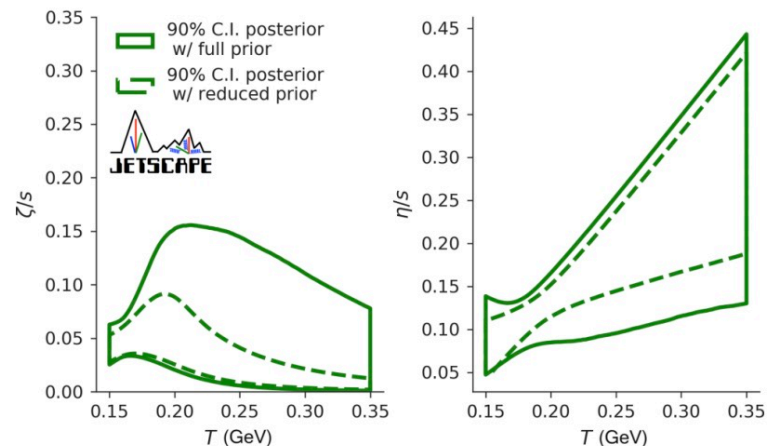 90% C.I. posterior
w/ full prior
90% C.I. posterior
w/ reduced prior
JETSCAPE
ζ/s
0.35
0.30
0.25
0.20
0.15
0.10
0.05
0.00
0.15 0.20 0.25 0.30 0.35
T (GeV)
η/s
0.45
0.40
0.35
0.30
0.25
0.20
0.15
0.10
0.05
0.15 0.20 0.25 0.30 0.35
T (GeV)